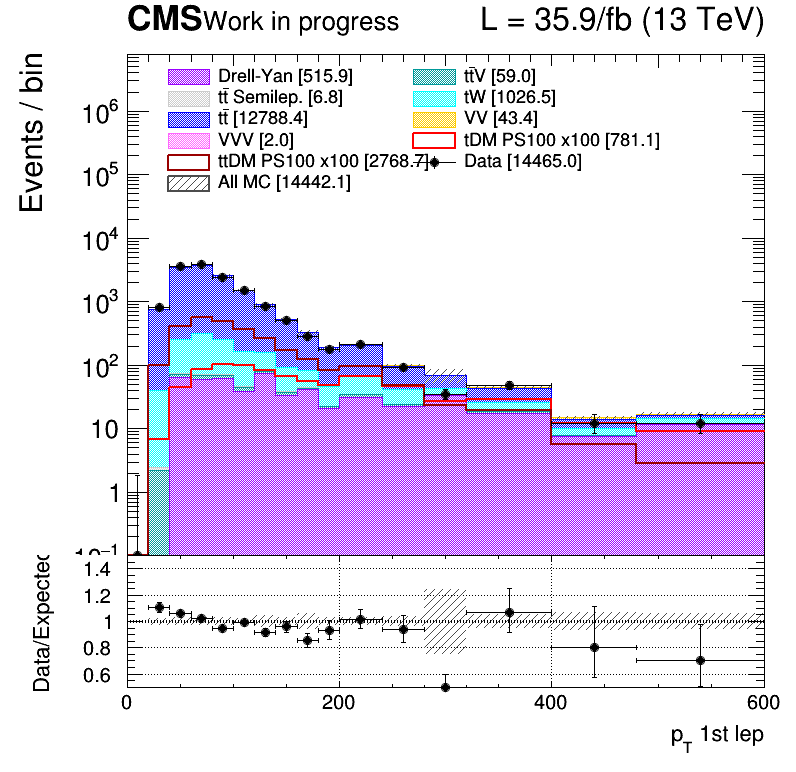 CMS Work in progress L = 35.9/fb (13 TeV)
Events / bin
Drell-Yan [515.9] tt̄V [59.0]
tt̄ Semilep. [6.8] tW [1026.5]
tt̄ [12788.4] VV [43.4]
VVV [2.0] tDM PS100 x100 [781.1]
ttDM PS100 x100 [2768.7] Data [14465.0]
All MC [14442.1]
10⁶
10⁵
10⁴
10³
10²
10
1
10⁻¹
Data/Expected
1.4
1.2
1
0.8
0.6
0 200 400 600
p_T 1st lep